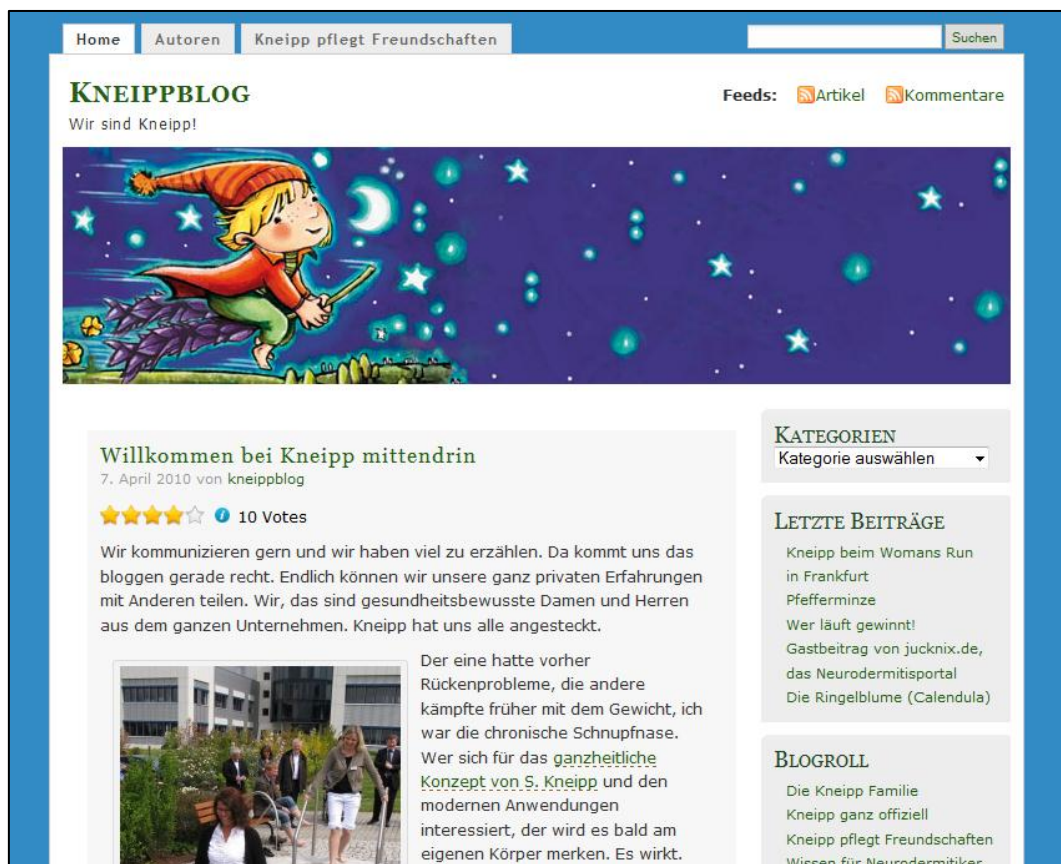 Home Autoren Kneipp pflegt Freundschaften Suchen
Kneippblog
Wir sind Kneipp!
Feeds: Artikel Kommentare
Willkommen bei Kneipp mittendrin
7. April 2010 von kneippblog
10 Votes
Wir kommunizieren gern und wir haben viel zu erzählen. Da kommt uns das
bloggen gerade recht. Endlich können wir unsere ganz privaten Erfahrungen
mit Anderen teilen. Wir, das sind gesundheitsbewusste Damen und Herren
aus dem ganzen Unternehmen. Kneipp hat uns alle angesteckt.
Der eine hatte vorher
Rückenprobleme, die andere
kämpfte früher mit dem Gewicht, ich
war die chronische Schnupfnase.
Wer sich für das ganzheitliche
Konzept von S. Kneipp und den
modernen Anwendungen
interessiert, der wird es bald am
eigenen Körper merken. Es wirkt.
Kategorien
Kategorie auswählen
Letzte Beiträge
Kneipp beim Womans Run
in Frankfurt
Pfefferminze
Wer läuft gewinnt!
Gastbeitrag von jucknix.de,
das Neurodermitisportal
Die Ringelblume (Calendula)
Blogroll
Die Kneipp Familie
Kneipp ganz offiziell
Kneipp pflegt Freundschaften
Wissen für Neurodermitiker